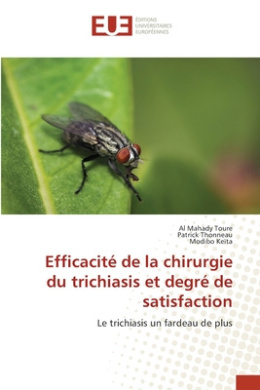 EUE
ÉDITIONS
UNIVERSITAIRES
EUROPÉENNES
Al Mahady Toure
Patrick Thonneau
Modibo Keita
Efficacité de la chirurgie
du trichiasis et degré de
satisfaction
Le trichiasis un fardeau de plus